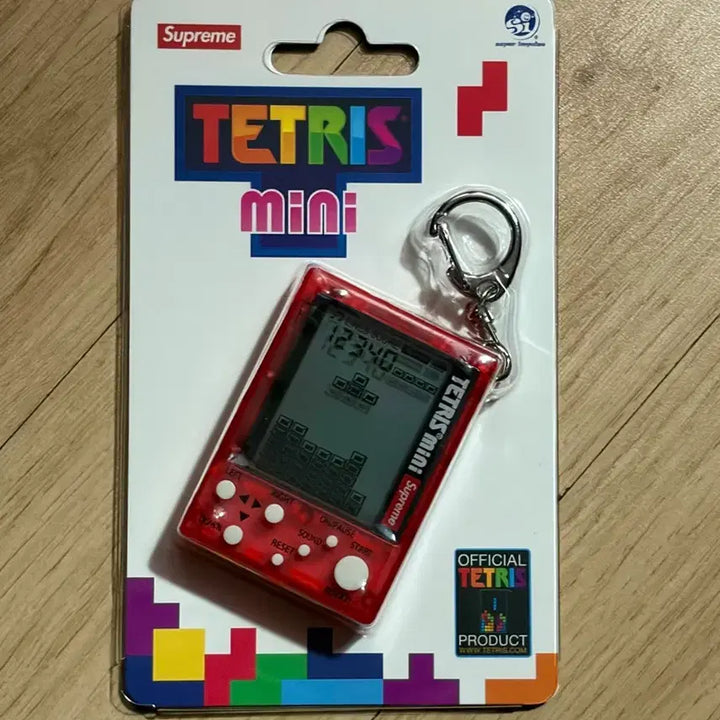 Supreme
Si
super impulse
TETRIS
mini
12340
TETRIS mini Supreme
LEFT
RIGHT
DOWN
ON/PAUSE
SOUND
START
RESET
OFFICIAL
TETRIS
PRODUCT
WWW.TETRIS.COM